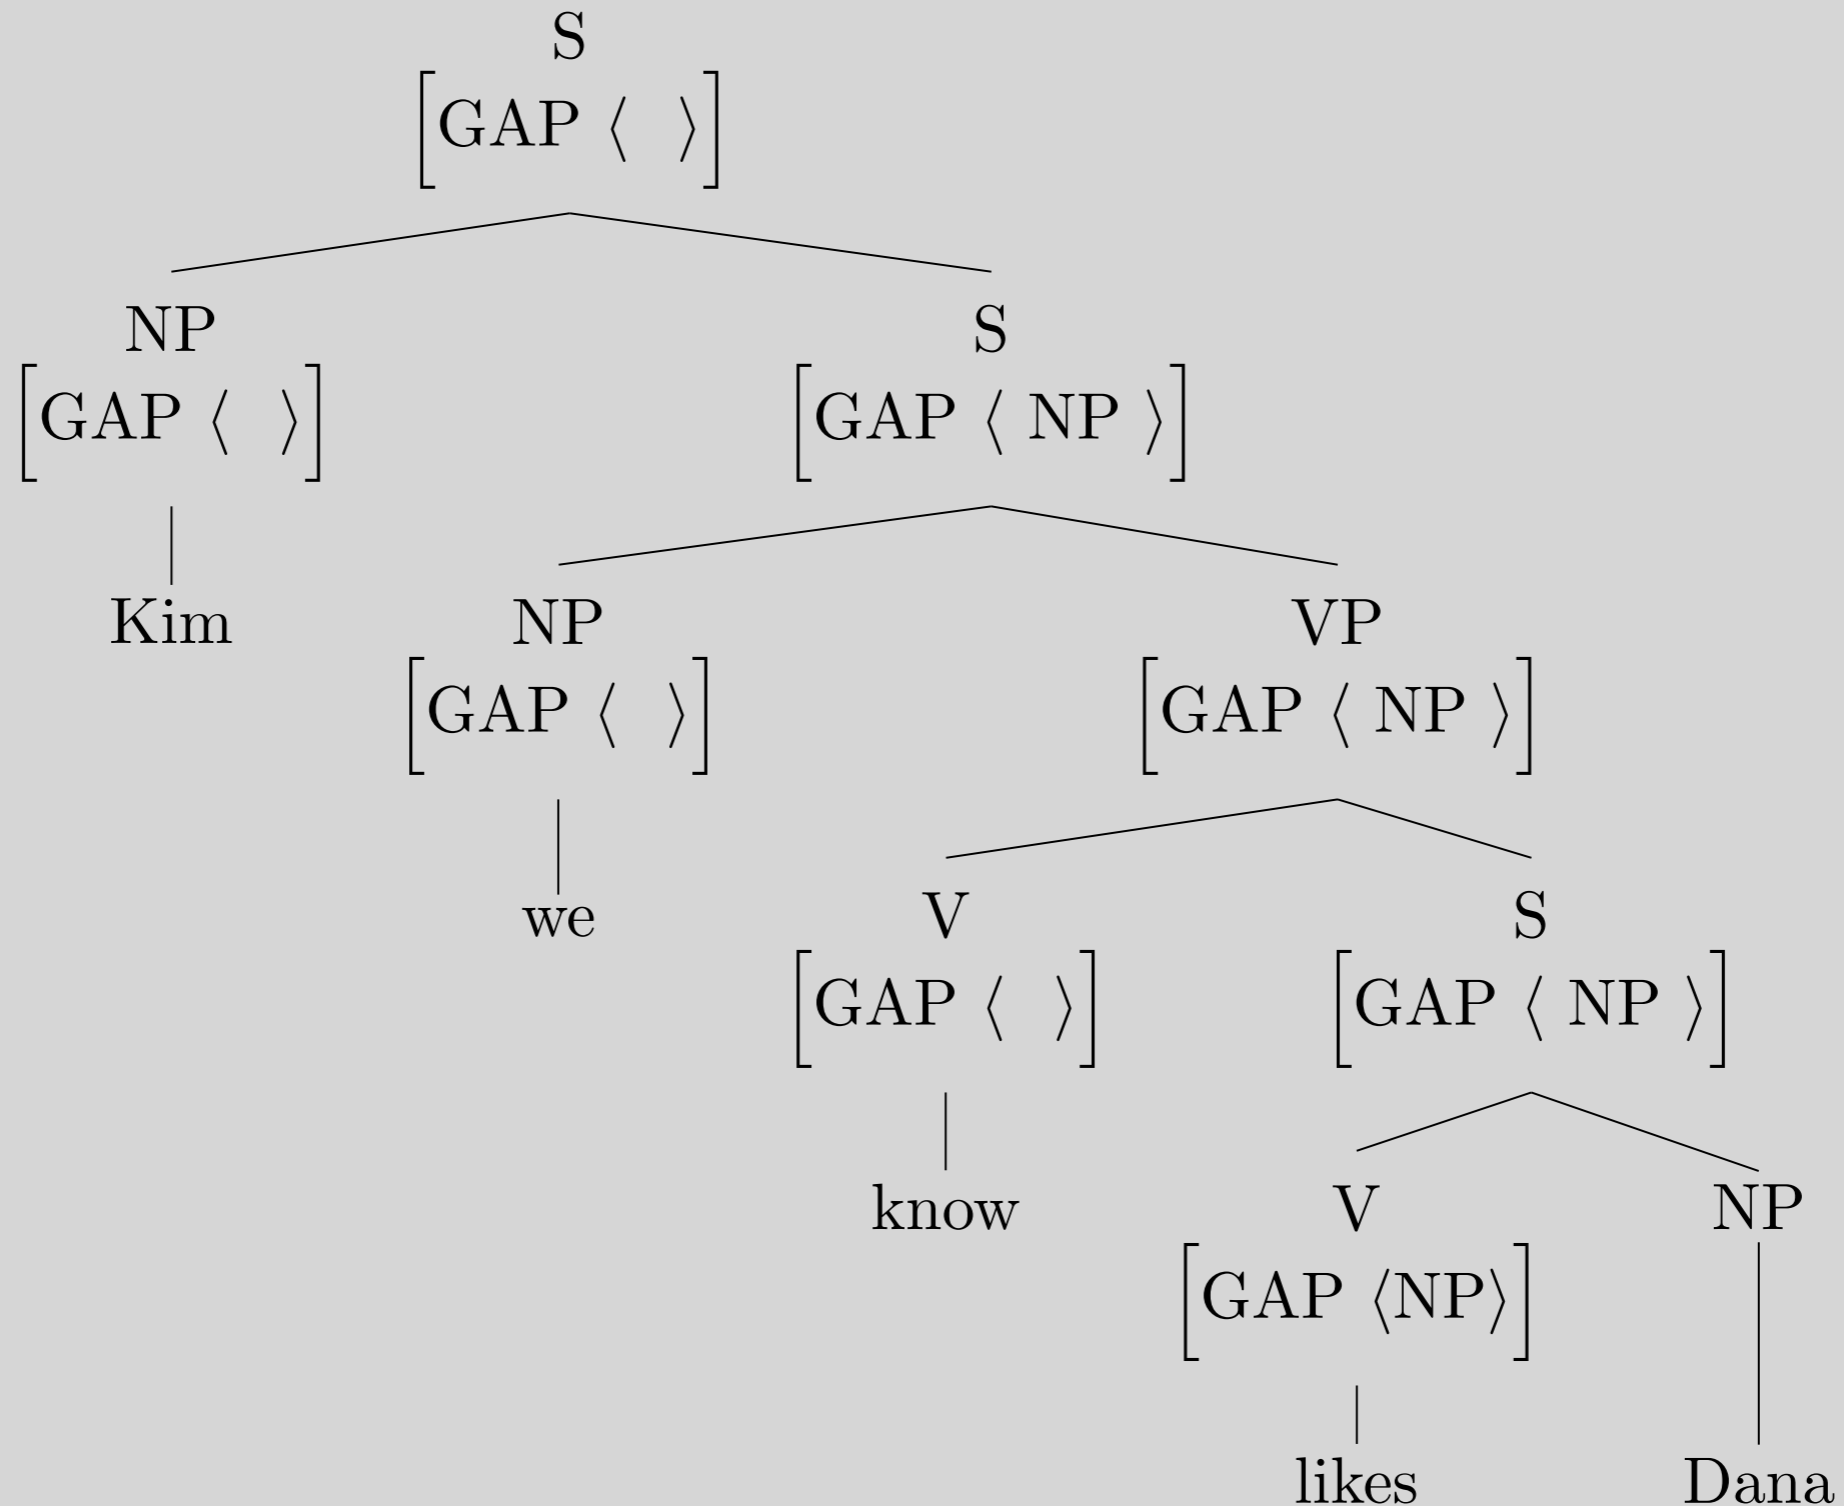 S
[GAP ⟨ ⟩]
NP S
[GAP ⟨ ⟩] [GAP ⟨ NP ⟩]
Kim NP VP
[GAP ⟨ ⟩] [GAP ⟨ NP ⟩]
we V S
[GAP ⟨ ⟩] [GAP ⟨ NP ⟩]
know V NP
[GAP ⟨NP⟩]
likes Dana